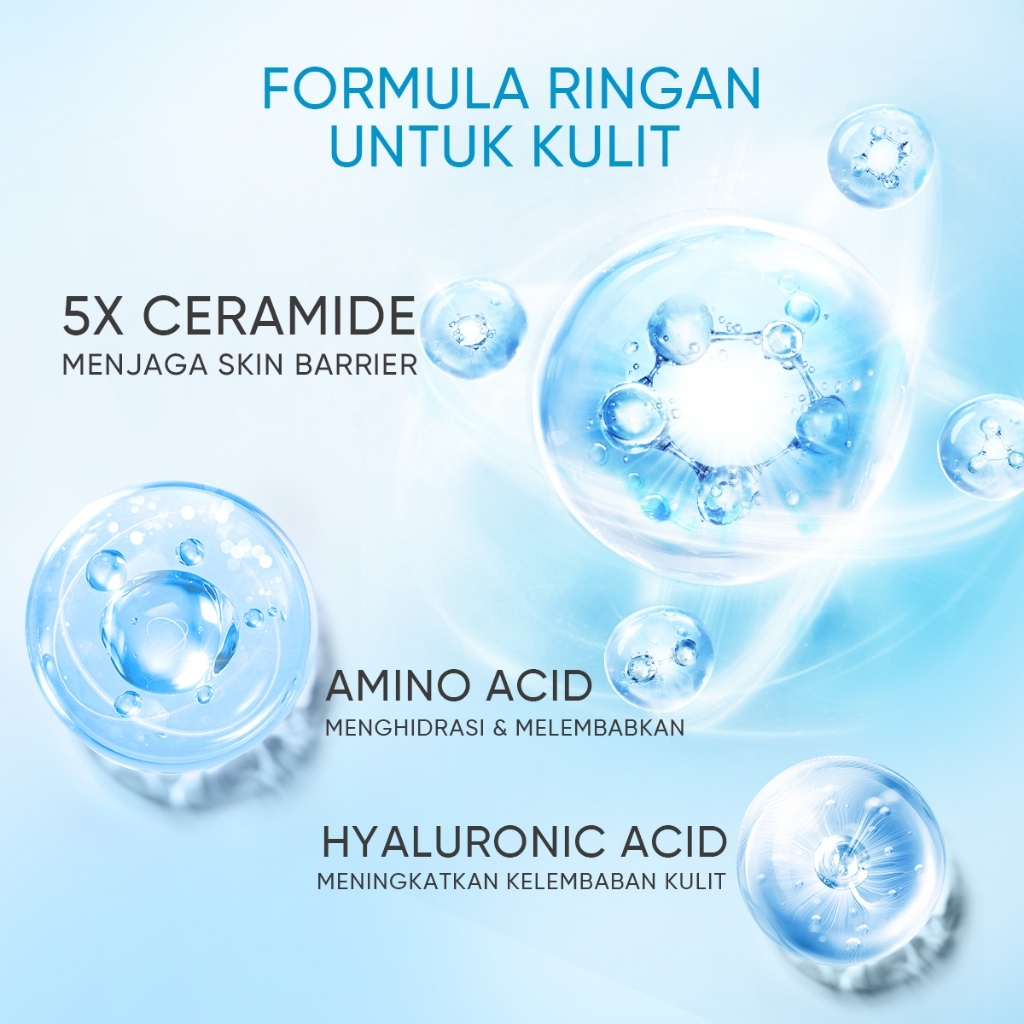 FORMULA RINGAN
UNTUK KULIT
5X CERAMIDE
MENJAGA SKIN BARRIER
AMINO ACID
MENGHIDRASI & MELEMBABKAN
HYALURONIC ACID
MENINGKATKAN KELEMBABAN KULIT